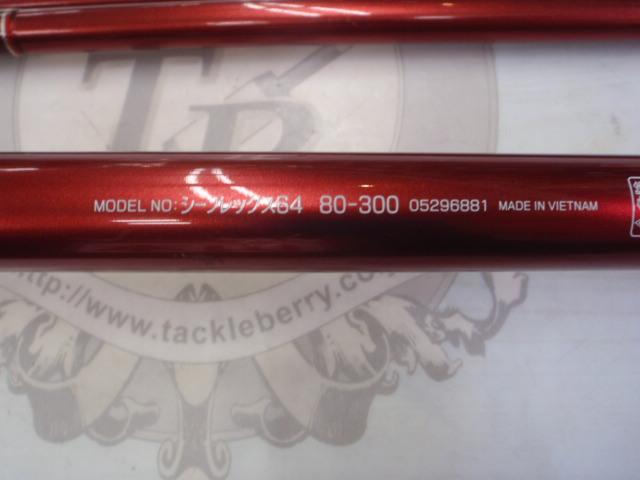 TB
MODEL NO: シーフレックス64 80-300 05296881 MADE IN VIETNAM
http://www.tackleberry.co